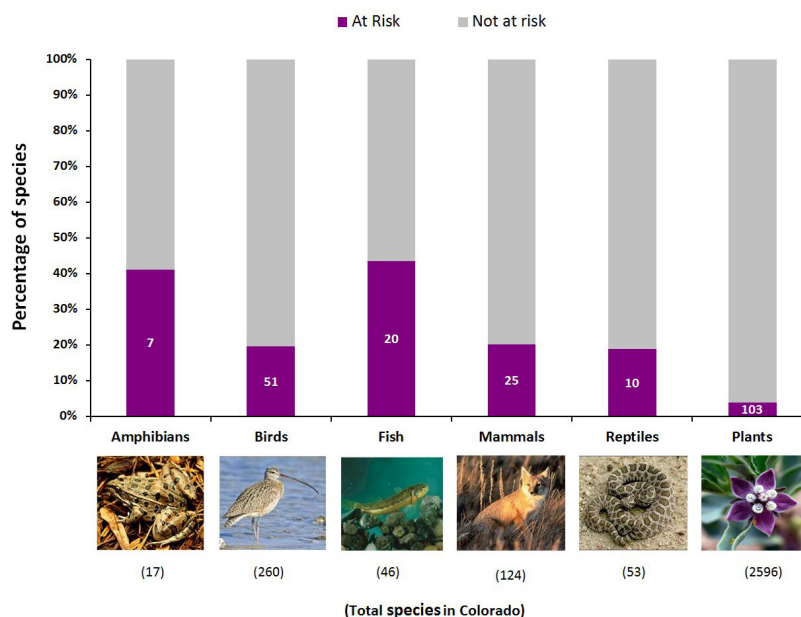 At Risk Not at risk
Percentage of species
100%
90%
80%
70%
60%
50%
40%
30%
20%
10%
0%
7 51 20 25 10 103
Amphibians Birds Fish Mammals Reptiles Plants
(17) (260) (46) (124) (53) (2596)
(Total species in Colorado)